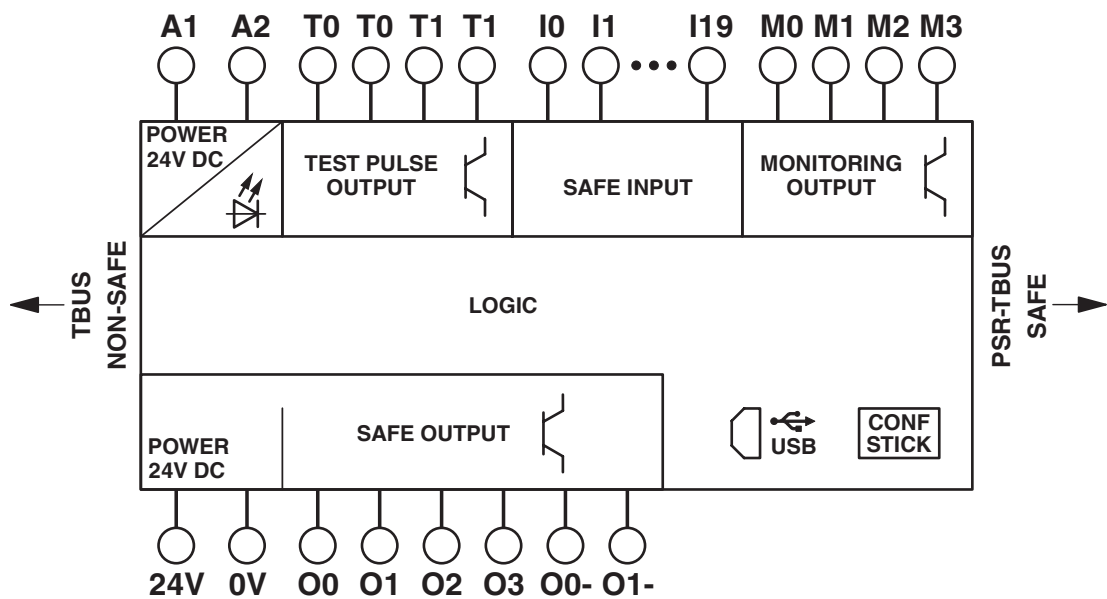 A1 A2 T0 T0 T1 T1 I0 I1 I19 M0 M1 M2 M3
POWER
24V DC
TEST PULSE
OUTPUT
SAFE INPUT
MONITORING
OUTPUT
TBUS
NON-SAFE
LOGIC
PSR-TBUS
SAFE
POWER
24V DC
SAFE OUTPUT
USB
CONF
STICK
24V 0V O0 O1 O2 O3 O0- O1-